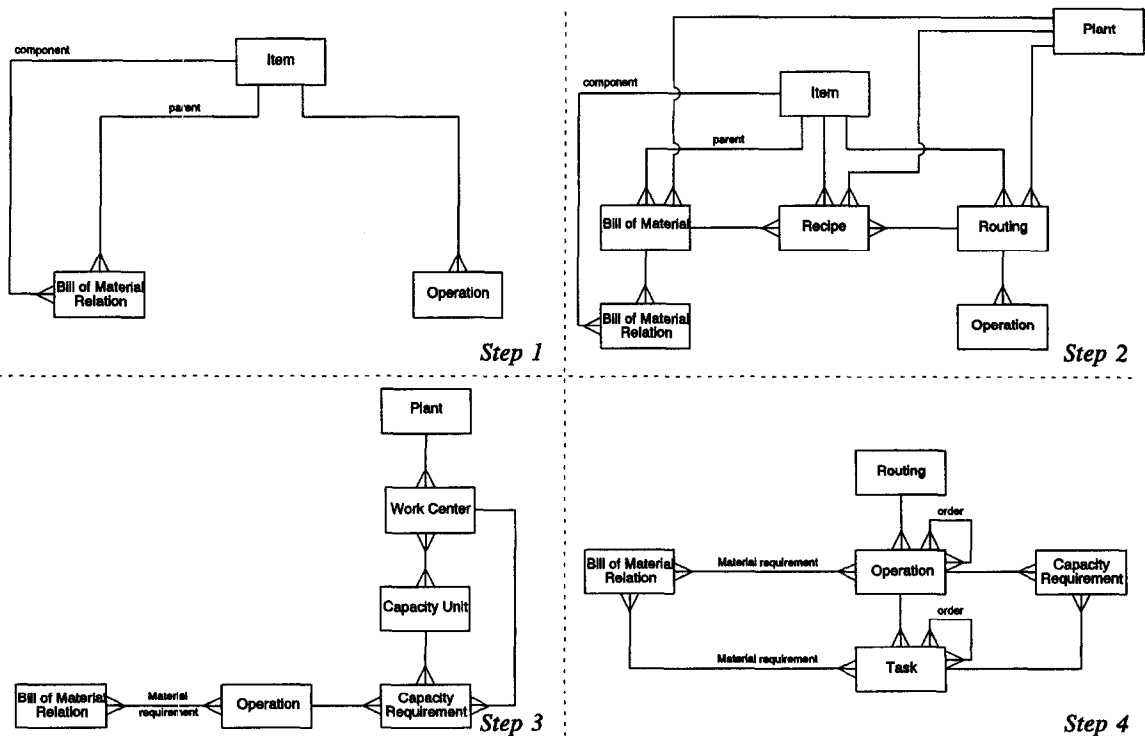 component
Item
parent
Bill of Material
Relation
Operation
Step 1
Plant
component
Item
parent
Bill of Material
Recipe
Routing
Bill of Material
Relation
Operation
Step 2
Plant
Work Center
Capacity Unit
Bill of Material
Relation
Material
requirement
Operation
Capacity
Requirement
Step 3
Routing
order
Bill of Material
Relation
Material requirement
Operation
Capacity
Requirement
order
Material requirement
Task
Step 4